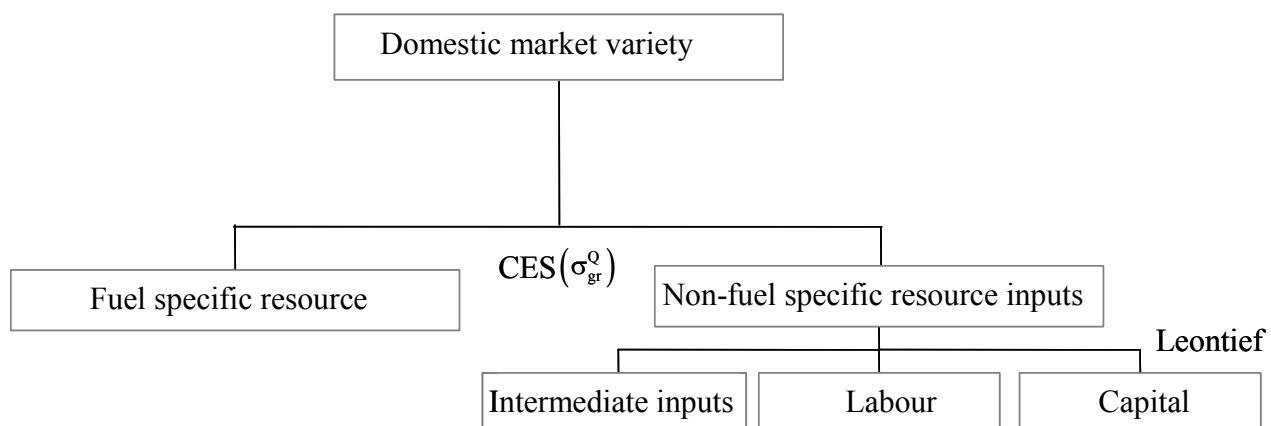 Domestic market variety
CES(σ^Q_gr)
Fuel specific resource
Non-fuel specific resource inputs
Leontief
Intermediate inputs
Labour
Capital